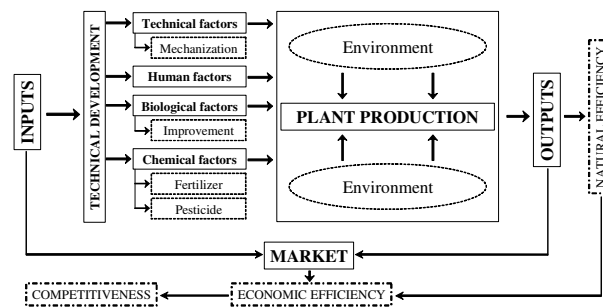 INPUTS
TECHNICAL DEVELOPMENT
Technical factors
Mechanization
Human factors
Biological factors
Improvement
Chemical factors
Fertilizer
Pesticide
Environment
PLANT PRODUCTION
Environment
OUTPUTS
NATURAL EFFICIENCY
MARKET
COMPETITIVENESS
ECONOMIC EFFICIENCY